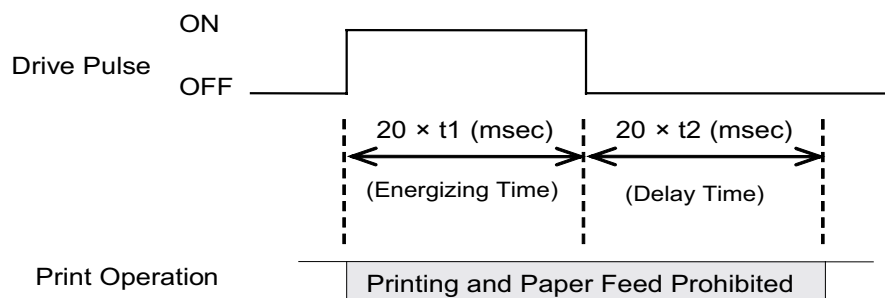 ON
Drive Pulse
OFF
20 × t1 (msec)
20 × t2 (msec)
(Energizing Time)
(Delay Time)
Print Operation
Printing and Paper Feed Prohibited